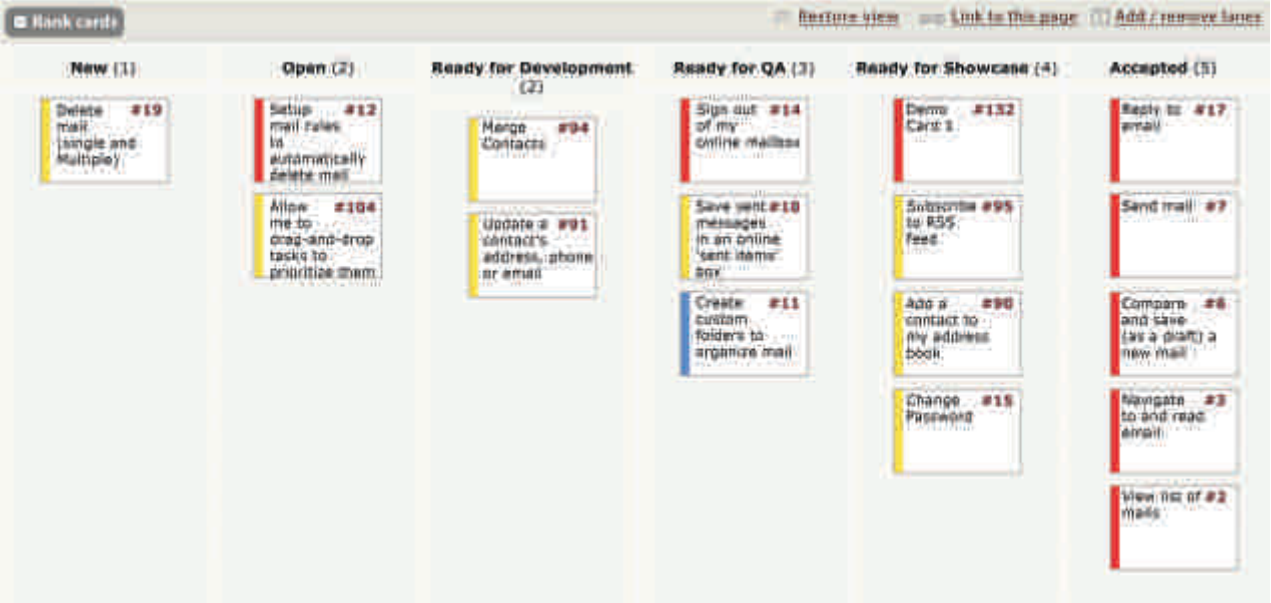 Rank cards
Restore view
Link to this page
Add / remove lanes
New (1)
Open (2)
Ready for Development
(2)
Ready for QA (3)
Ready for Showcase (4)
Accepted (5)
Delete #19
mail
(single and
Multiple)
Setup #12
mail rules
to
automatically
delete mail
Allow #104
me to
drag-and-drop
tasks to
prioritize them
Merge #94
Contacts
Update a #91
contact's
address, phone
or email
Sign out #14
of my
online mailbox
Save sent #10
messages
in an online
'sent items'
box
Create #11
custom
folders to
organize mail
Demo #132
Card 1
Subscribe #95
to RSS
feed
Add a #90
contact to
my address
book
Change #15
Password
Reply to #17
email
Send mail #7
Compare #6
and save
(as a draft) a
new mail
Navigate #3
to and read
email
View list of #2
mails